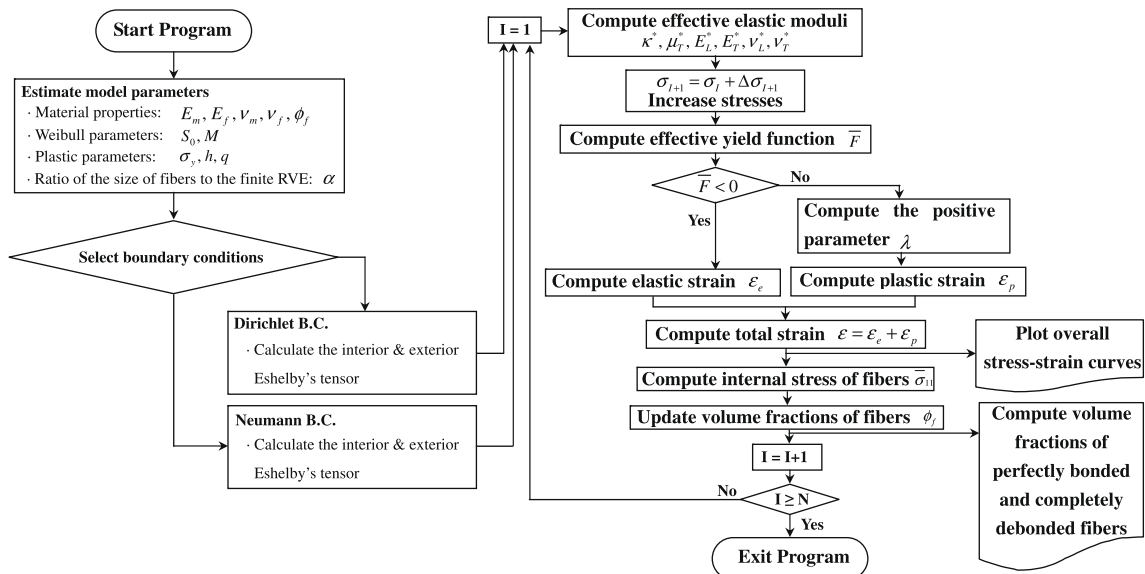 Start Program
Estimate model parameters
· Material properties: E_m, E_f, ν_m, ν_f, ϕ_f
· Weibull parameters: S_0, M
· Plastic parameters: σ_y, h, q
· Ratio of the size of fibers to the finite RVE: α
Select boundary conditions
Dirichlet B.C.
· Calculate the interior & exterior
Eshelby's tensor
Neumann B.C.
· Calculate the interior & exterior
Eshelby's tensor
I = 1
Compute effective elastic moduli
κ*, μ_T*, E_L*, E_T*, ν_L*, ν_T*
σ_{I+1} = σ_I + Δσ_{I+1}
Increase stresses
Compute effective yield function F̅
F̅ < 0
No
Yes
Compute the positive
parameter λ
Compute elastic strain ε_e
Compute plastic strain ε_p
Compute total strain ε = ε_e + ε_p
Plot overall
stress-strain curves
Compute internal stress of fibers σ̅_11
Update volume fractions of fibers ϕ_f
Compute volume
fractions of
perfectly bonded
and completely
debonded fibers
I = I+1
No
I ≥ N
Yes
Exit Program